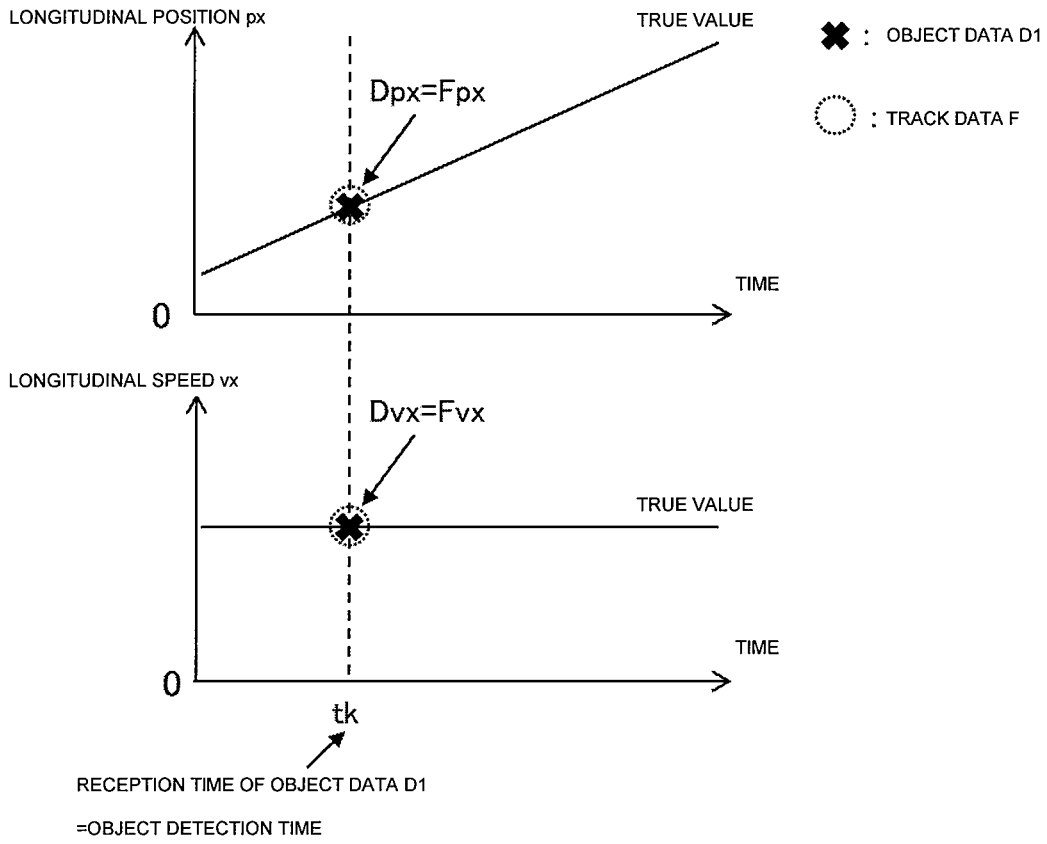 LONGITUDINAL POSITION px
TRUE VALUE
: OBJECT DATA D1
: TRACK DATA F
Dpx=Fpx
TIME
0
LONGITUDINAL SPEED vx
Dvx=Fvx
TRUE VALUE
TIME
0
tk
RECEPTION TIME OF OBJECT DATA D1
=OBJECT DETECTION TIME